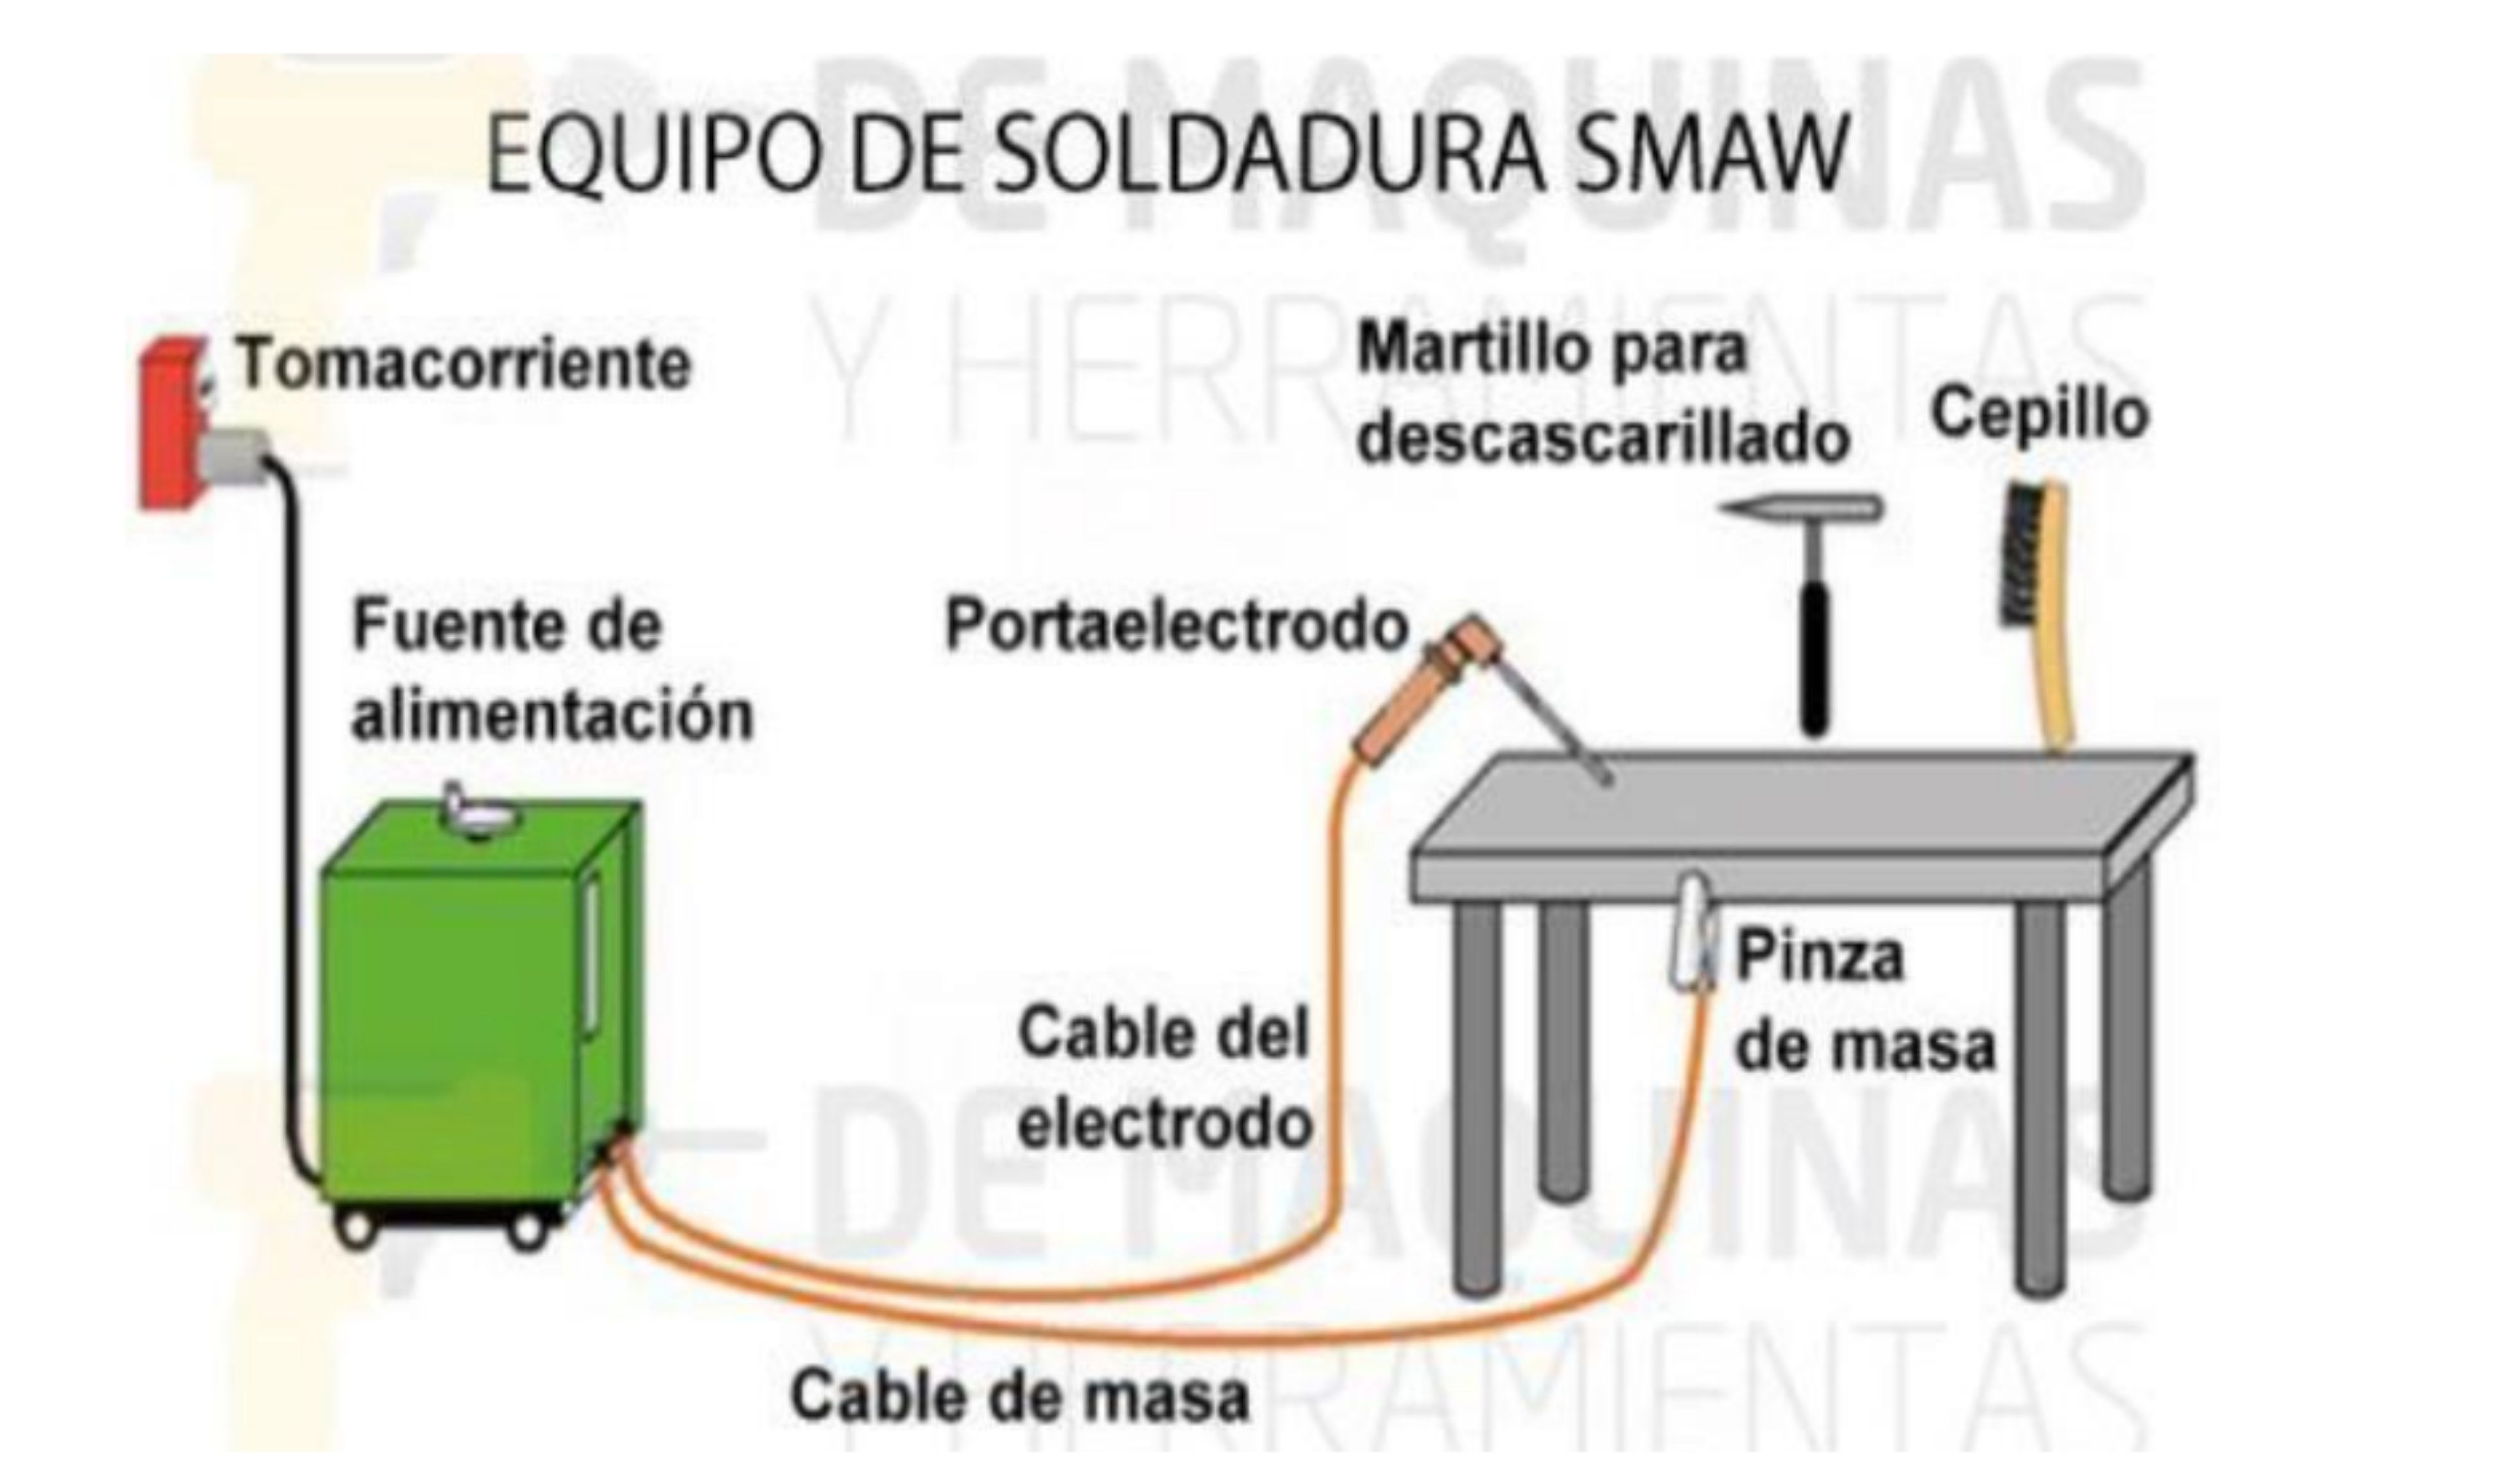 DE MAQUINAS
EQUIPO DE SOLDADURA SMAW
Y HERRAMIENTAS
Tomacorriente
Martillo para
descascarillado
Cepillo
Fuente de
alimentación
Portaelectrodo
Pinza
de masa
Cable del
electrodo
DE MAQUINAS
Cable de masa
Y HERRAMIENTAS